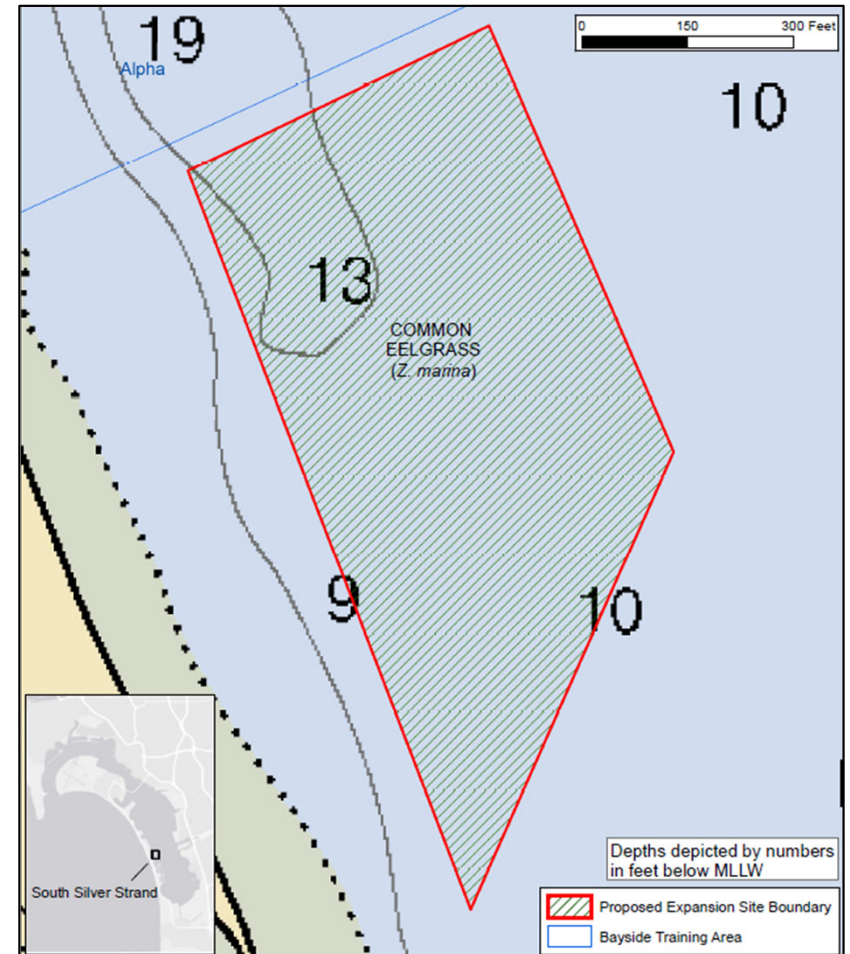 0 150 300 Feet
19
Alpha
10
13
COMMON
EELGRASS
(Z. marina)
9
10
South Silver Strand
Depths depicted by numbers
in feet below MLLW
Proposed Expansion Site Boundary
Bayside Training Area